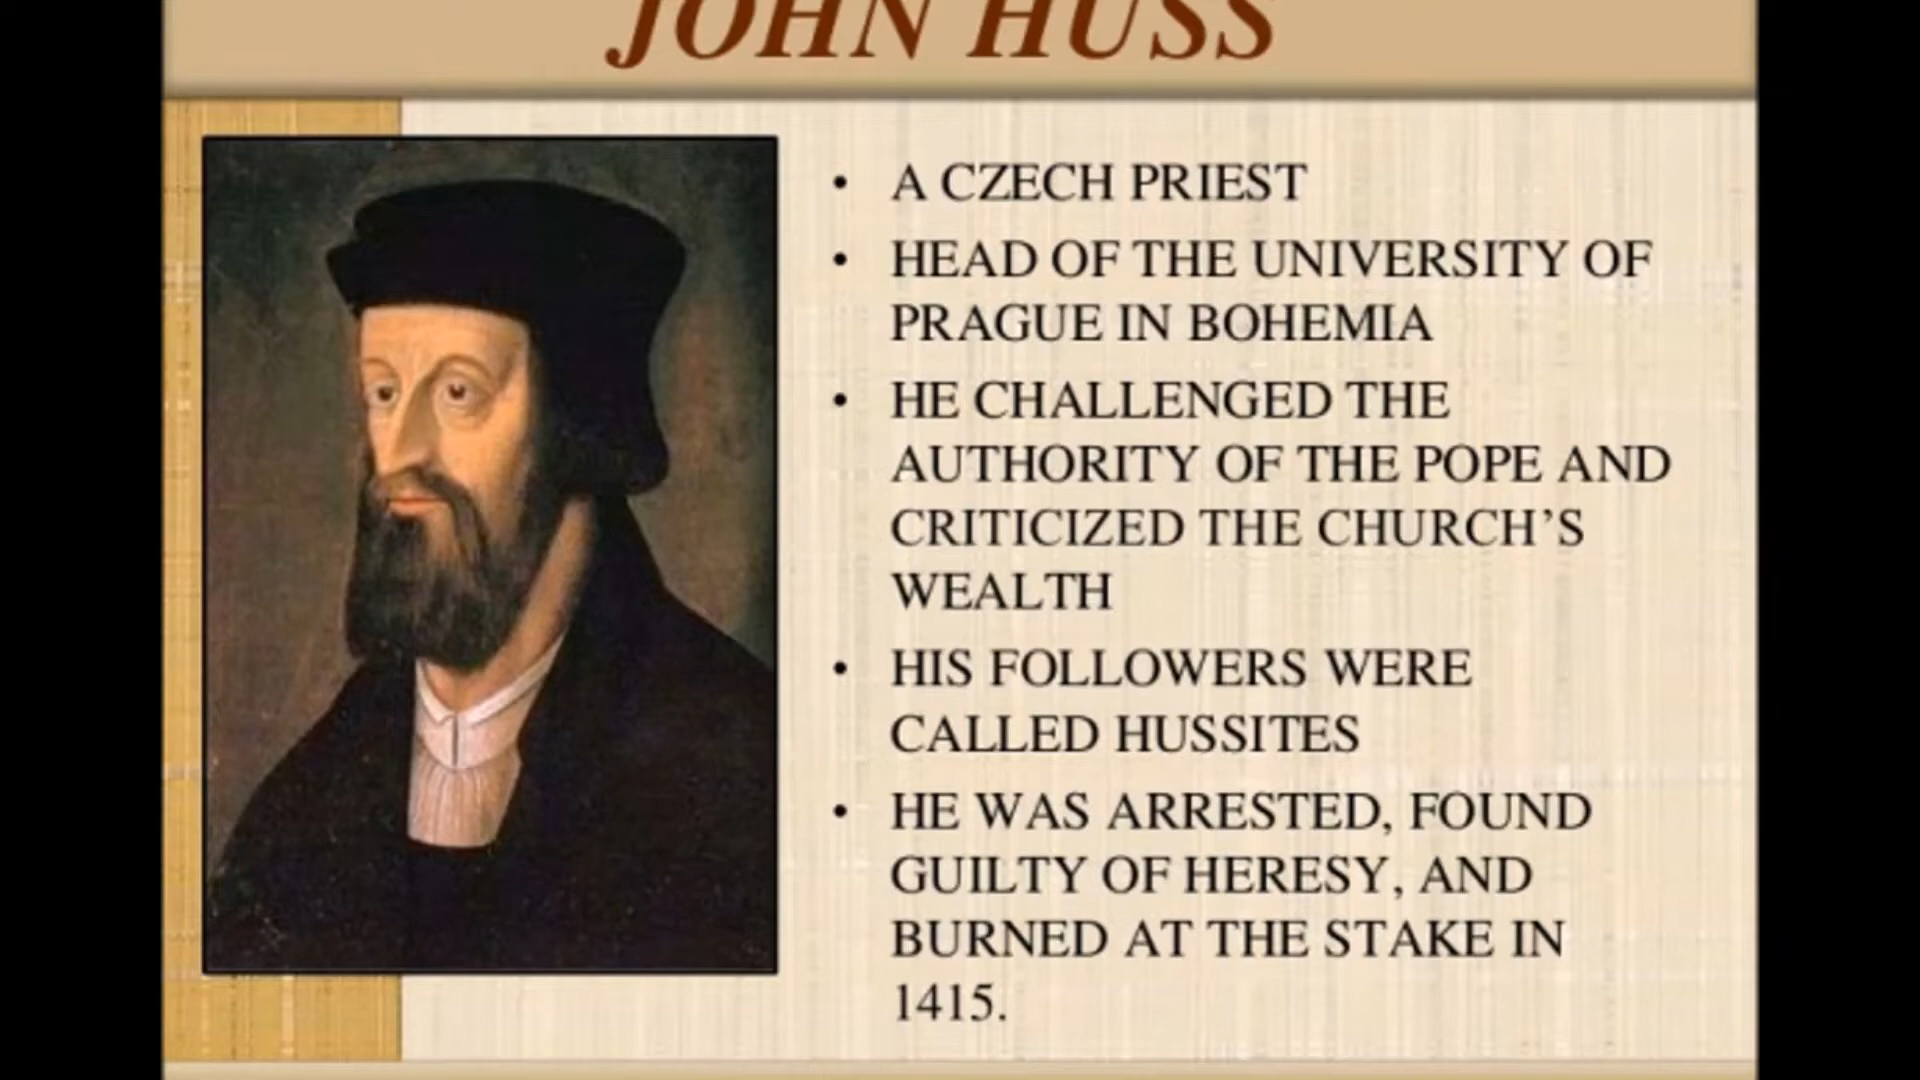 JOHN HUSS
• A CZECH PRIEST
• HEAD OF THE UNIVERSITY OF
PRAGUE IN BOHEMIA
• HE CHALLENGED THE
AUTHORITY OF THE POPE AND
CRITICIZED THE CHURCH'S
WEALTH
• HIS FOLLOWERS WERE
CALLED HUSSITES
• HE WAS ARRESTED, FOUND
GUILTY OF HERESY, AND
BURNED AT THE STAKE IN
1415.